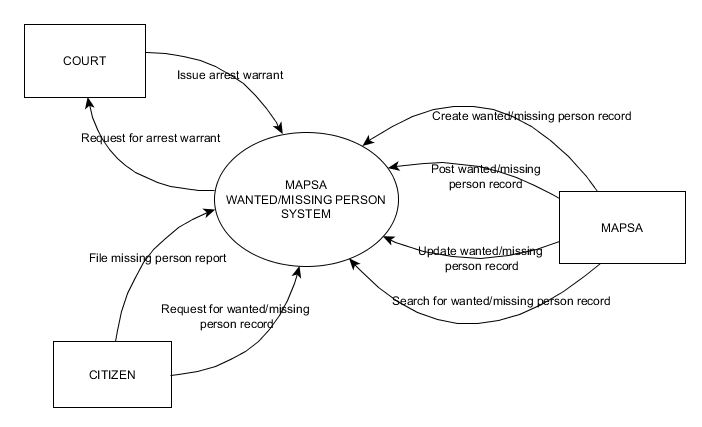 COURT
Issue arrest warrant
Create wanted/missing person record
Request for arrest warrant
MAPSA
WANTED/MISSING PERSON
SYSTEM
Post wanted/missing
person record
MAPSA
File missing person report
Update wanted/missing
person record
Request for wanted/missing
person record
Search for wanted/missing person record
CITIZEN